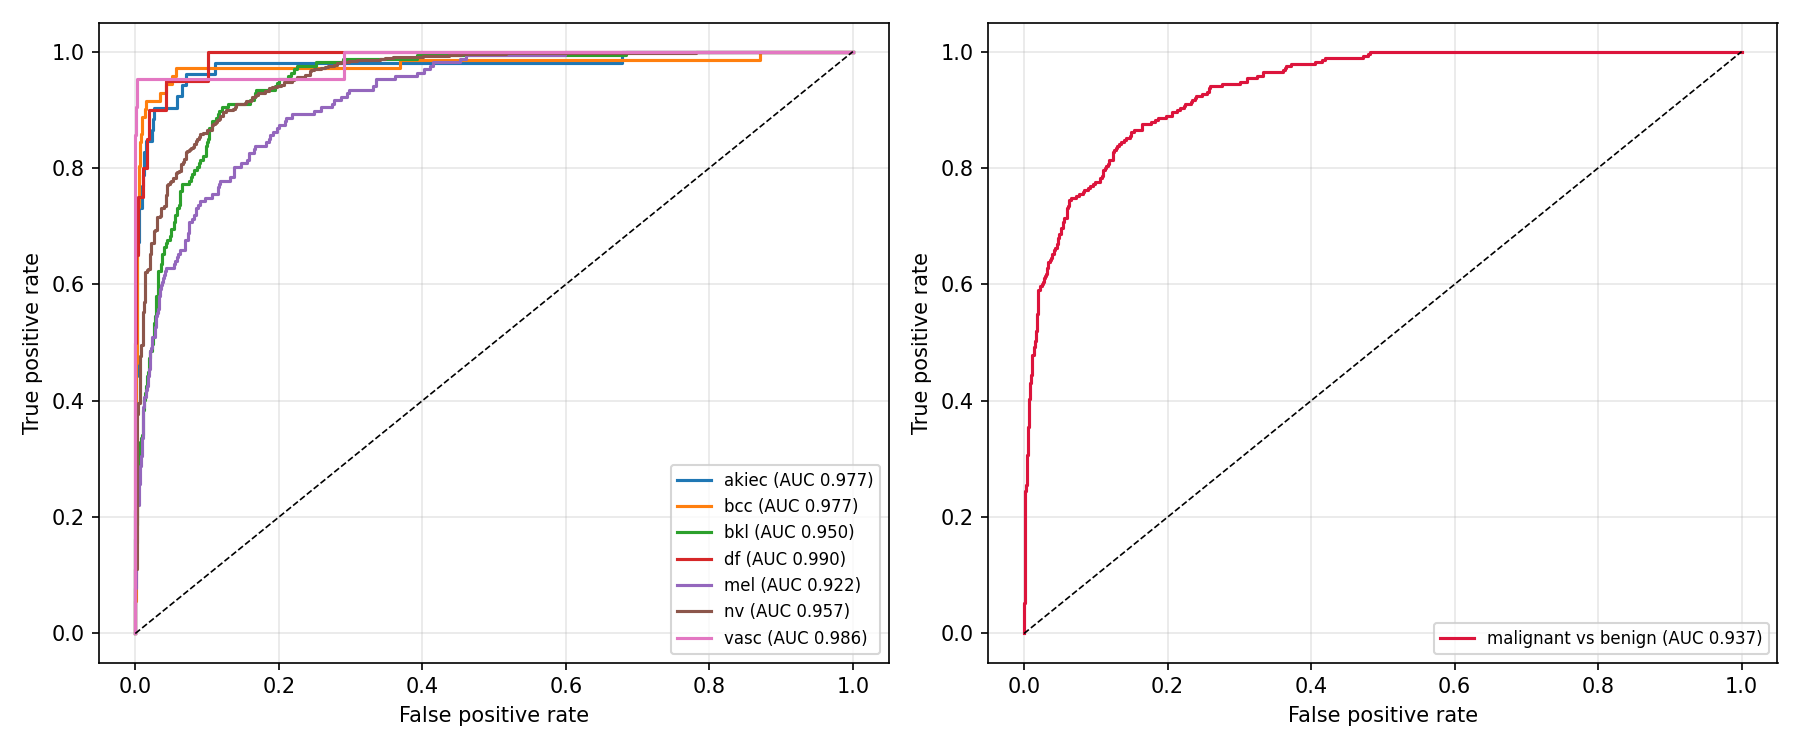 1.0
0.8
0.6
0.4
0.2
0.0
True positive rate
akiec (AUC 0.977)
bcc (AUC 0.977)
bkl (AUC 0.950)
df (AUC 0.990)
mel (AUC 0.922)
nv (AUC 0.957)
vasc (AUC 0.986)
0.0 0.2 0.4 0.6 0.8 1.0
False positive rate
1.0
0.8
0.6
0.4
0.2
0.0
True positive rate
malignant vs benign (AUC 0.937)
0.0 0.2 0.4 0.6 0.8 1.0
False positive rate